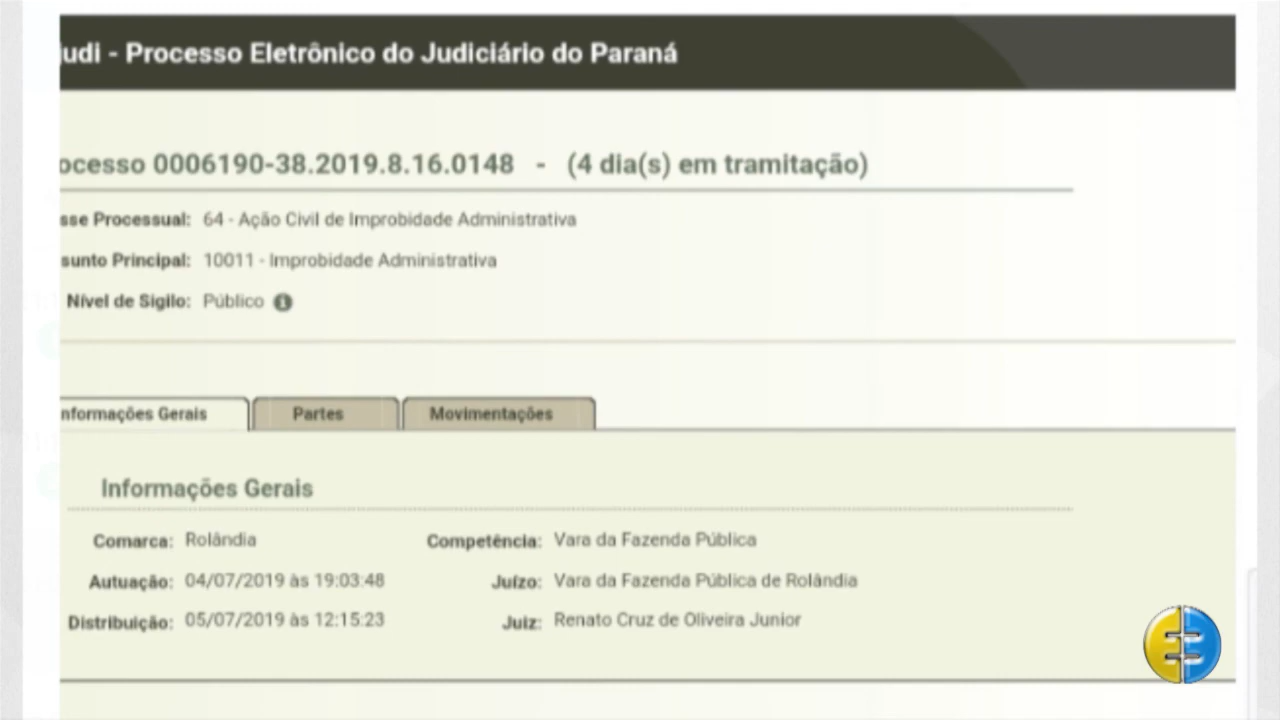 judi - Processo Eletrônico do Judiciário do Paraná
ocesso 0006190-38.2019.8.16.0148 - (4 dia(s) em tramitação)
sse Processual: 64 - Ação Civil de Improbidade Administrativa
sunto Principal: 10011 - Improbidade Administrativa
Nível de Sigilo: Público
nformações Gerais Partes Movimentações
Informações Gerais
Comarca: Rolândia Competência: Vara da Fazenda Pública
Autuação: 04/07/2019 às 19:03:48 Juízo: Vara da Fazenda Pública de Rolândia
Distribuição: 05/07/2019 às 12:15:23 Juiz: Renato Cruz de Oliveira Junior